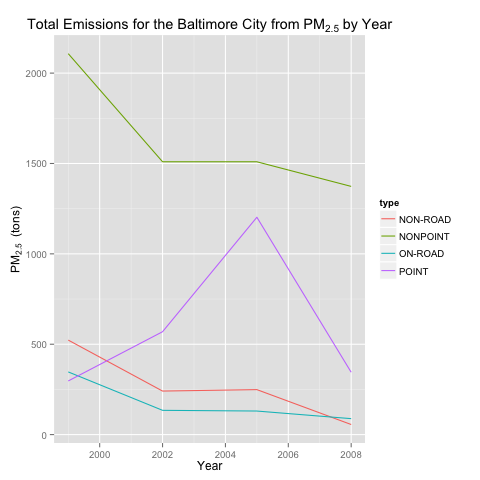 Total Emissions for the Baltimore City from PM2.5 by Year
2000
1500
1000
500
0
PM2.5 (tons)
2000 2002 2004 2006 2008
Year
type
NON-ROAD
NONPOINT
ON-ROAD
POINT